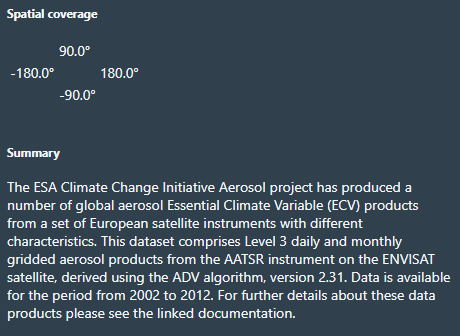 Spatial coverage
90.0°
-180.0° 180.0°
-90.0°
Summary
The ESA Climate Change Initiative Aerosol project has produced a
number of global aerosol Essential Climate Variable (ECV) products
from a set of European satellite instruments with different
characteristics. This dataset comprises Level 3 daily and monthly
gridded aerosol products from the AATSR instrument on the ENVISAT
satellite, derived using the ADV algorithm, version 2.31. Data is available
for the period from 2002 to 2012. For further details about these data
products please see the linked documentation.